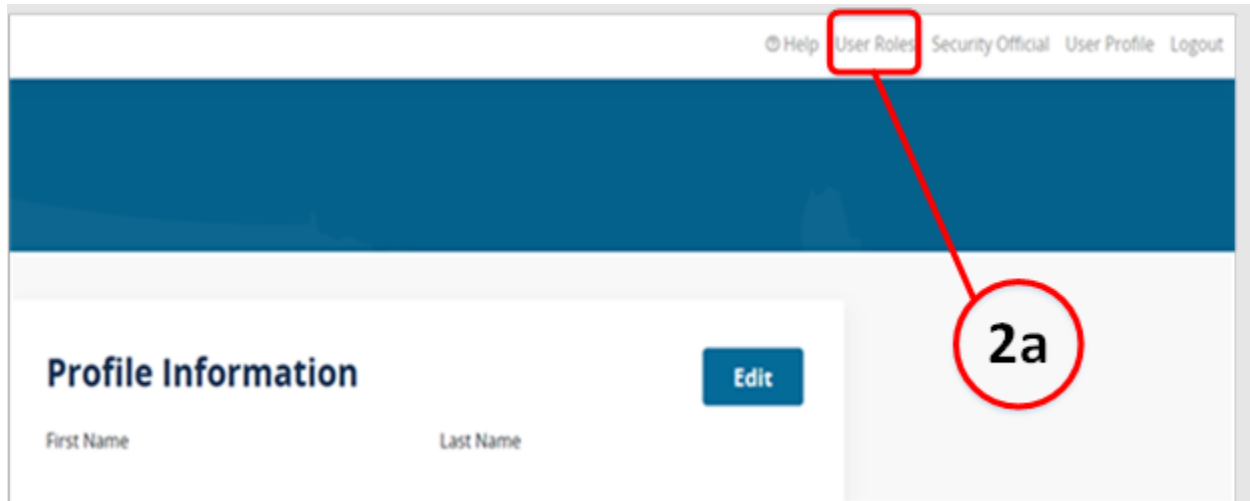 Help User Roles Security Official User Profile Logout
2a
Profile Information Edit
First Name Last Name